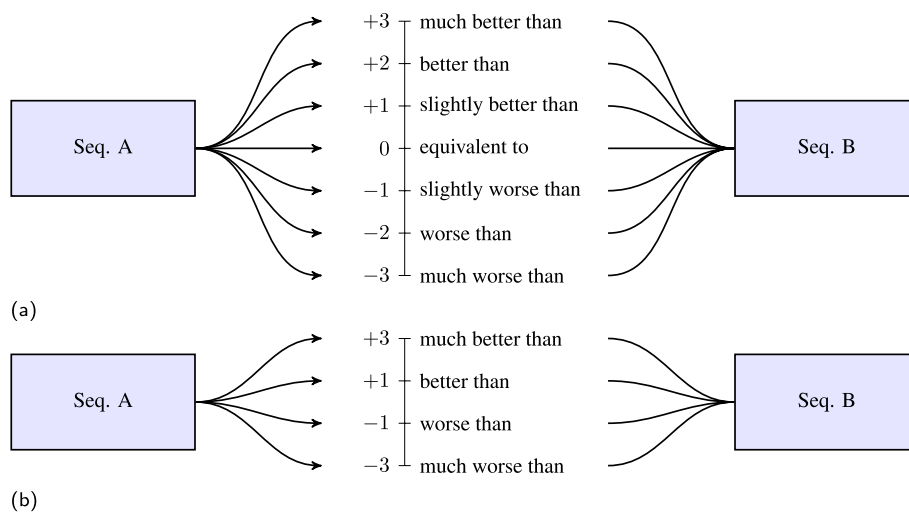 +3 much better than
+2 better than
+1 slightly better than
Seq. A 0 equivalent to Seq. B
−1 slightly worse than
−2 worse than
−3 much worse than
(a)
+3 much better than
+1 better than
Seq. A Seq. B
−1 worse than
−3 much worse than
(b)